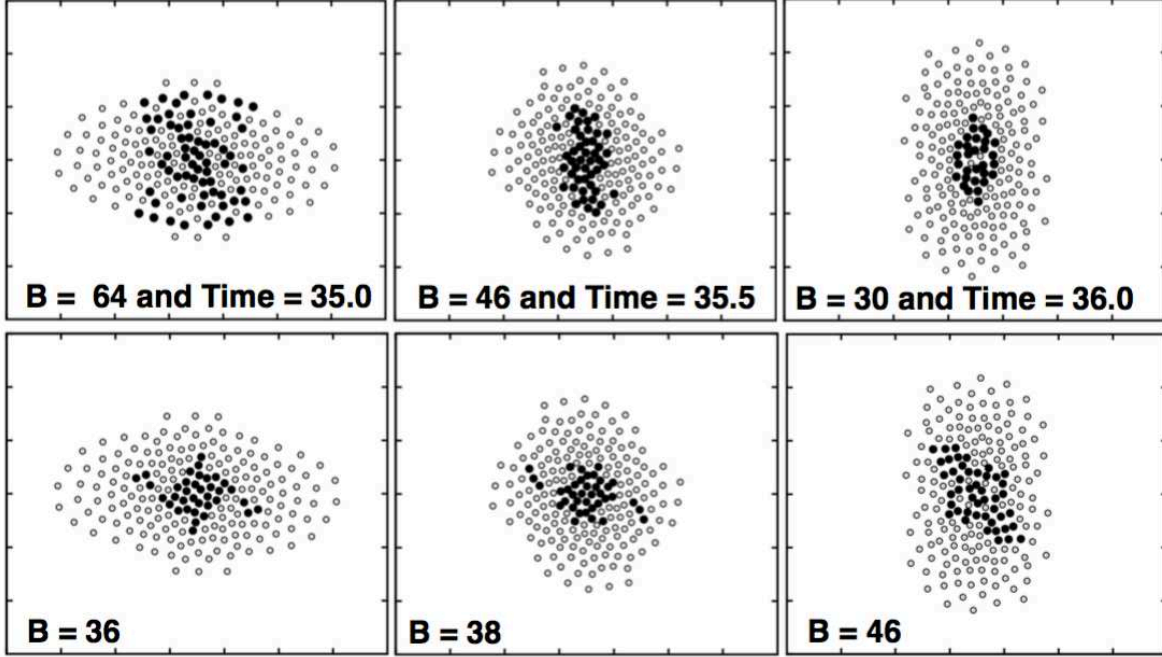 B = 64 and Time = 35.0
B = 46 and Time = 35.5
B = 30 and Time = 36.0
B = 36
B = 38
B = 46